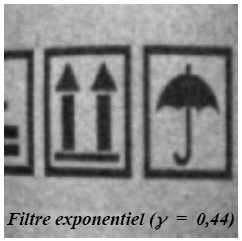 Filtre exponentiel (γ = 0,44)